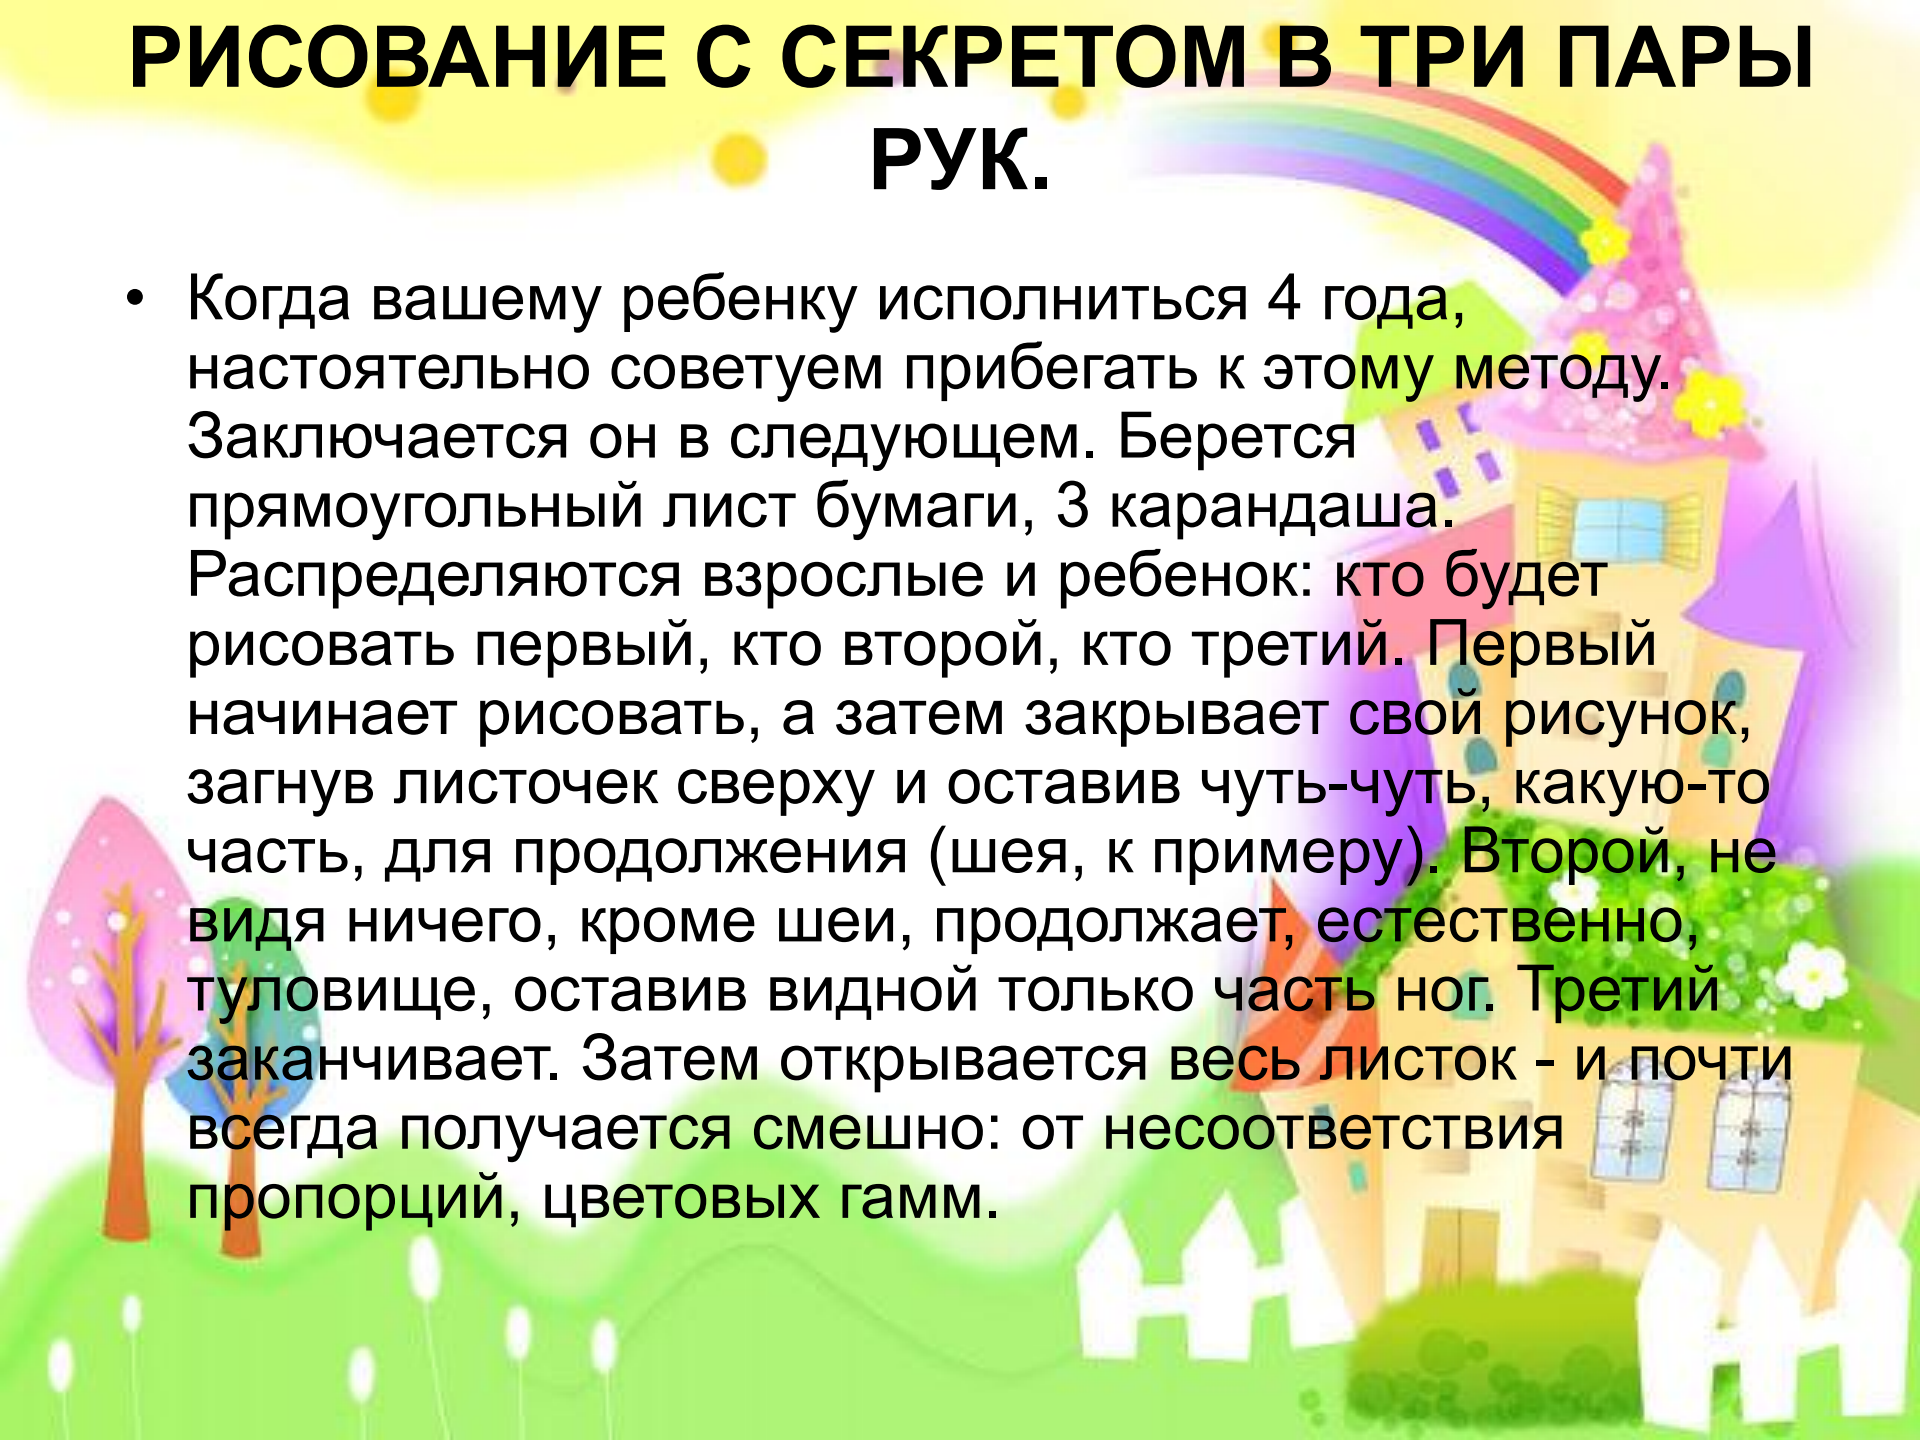 РИСОВАНИЕ С СЕКРЕТОМ В ТРИ ПАРЫ
РУК.
• Когда вашему ребенку исполниться 4 года,
настоятельно советуем прибегать к этому методу.
Заключается он в следующем. Берется
прямоугольный лист бумаги, 3 карандаша.
Распределяются взрослые и ребенок: кто будет
рисовать первый, кто второй, кто третий. Первый
начинает рисовать, а затем закрывает свой рисунок,
загнув листочек сверху и оставив чуть-чуть, какую-то
часть, для продолжения (шея, к примеру). Второй, не
видя ничего, кроме шеи, продолжает, естественно,
туловище, оставив видной только часть ног. Третий
заканчивает. Затем открывается весь листок - и почти
всегда получается смешно: от несоответствия
пропорций, цветовых гамм.